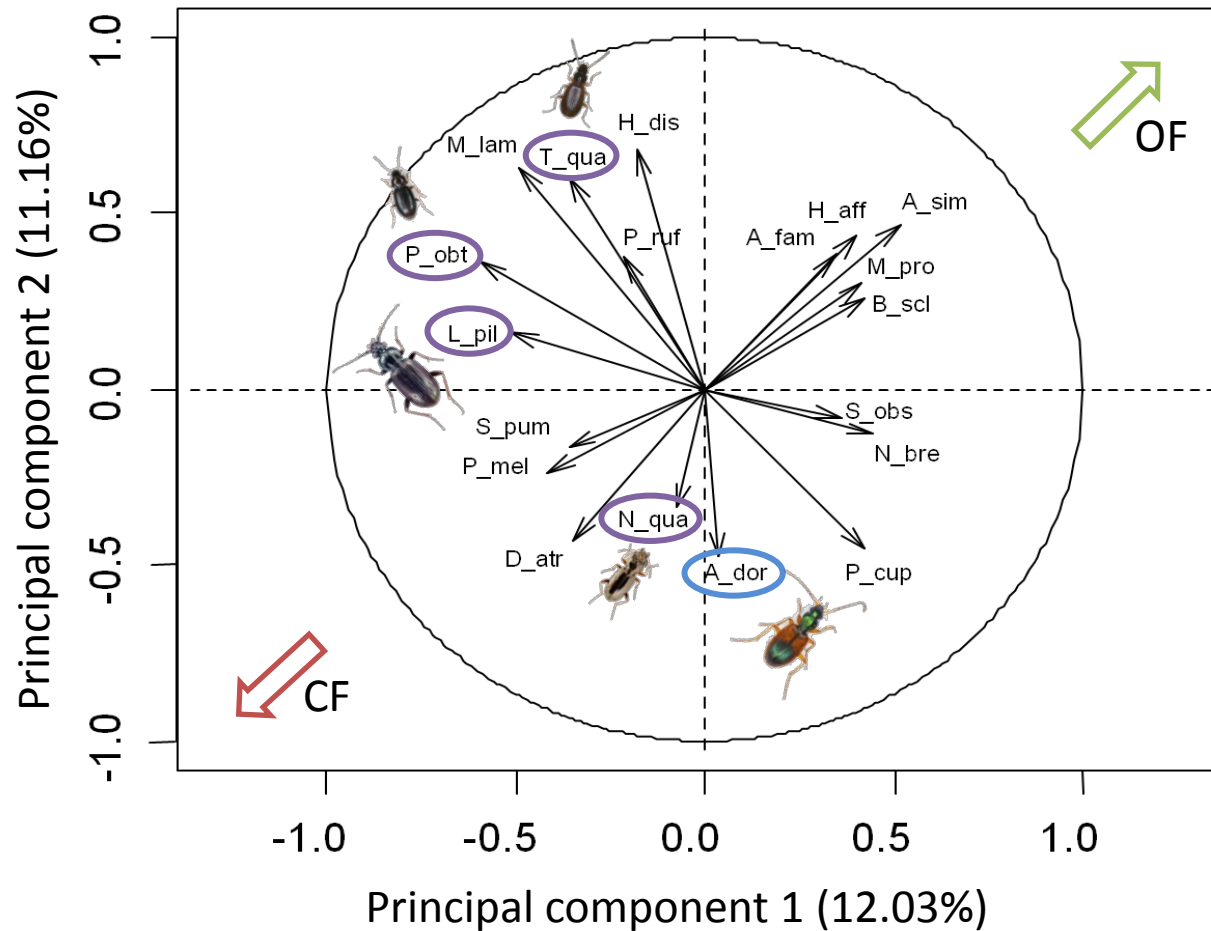 1.0
0.5
0.0
-0.5
-1.0
Principal component 2 (11.16%)
OF
H_dis
M_lam
T_qua
A_sim
H_aff
P_ruf
A_fam
P_obt
M_pro
B_scl
L_pil
S_obs
S_pum
N_bre
P_mel
N_qua
D_atr
A_dor
P_cup
CF
-1.0
-0.5
0.0
0.5
1.0
Principal component 1 (12.03%)